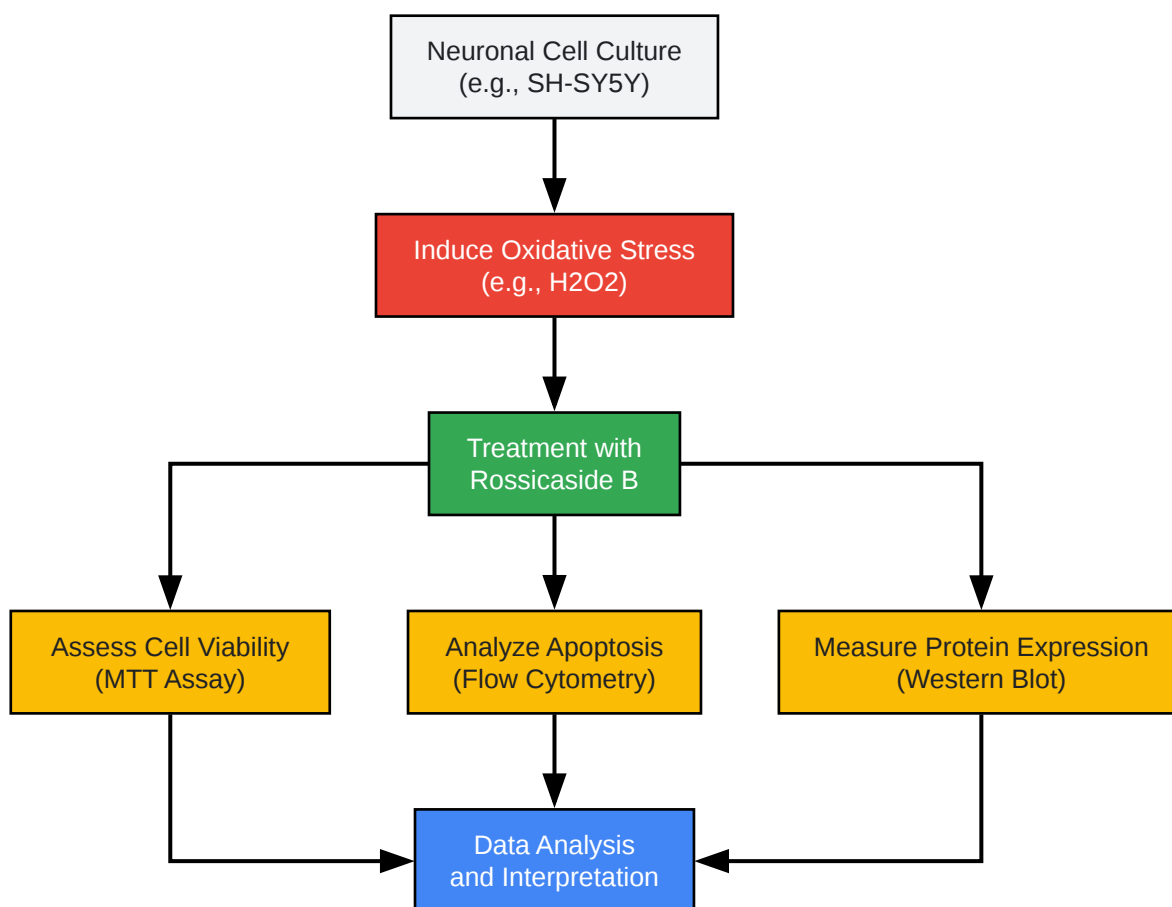 Neuronal Cell Culture
(e.g., SH-SY5Y)
Induce Oxidative Stress
(e.g., H2O2)
Treatment with
Rossicaside B
Assess Cell Viability
(MTT Assay)
Analyze Apoptosis
(Flow Cytometry)
Measure Protein Expression
(Western Blot)
Data Analysis
and Interpretation